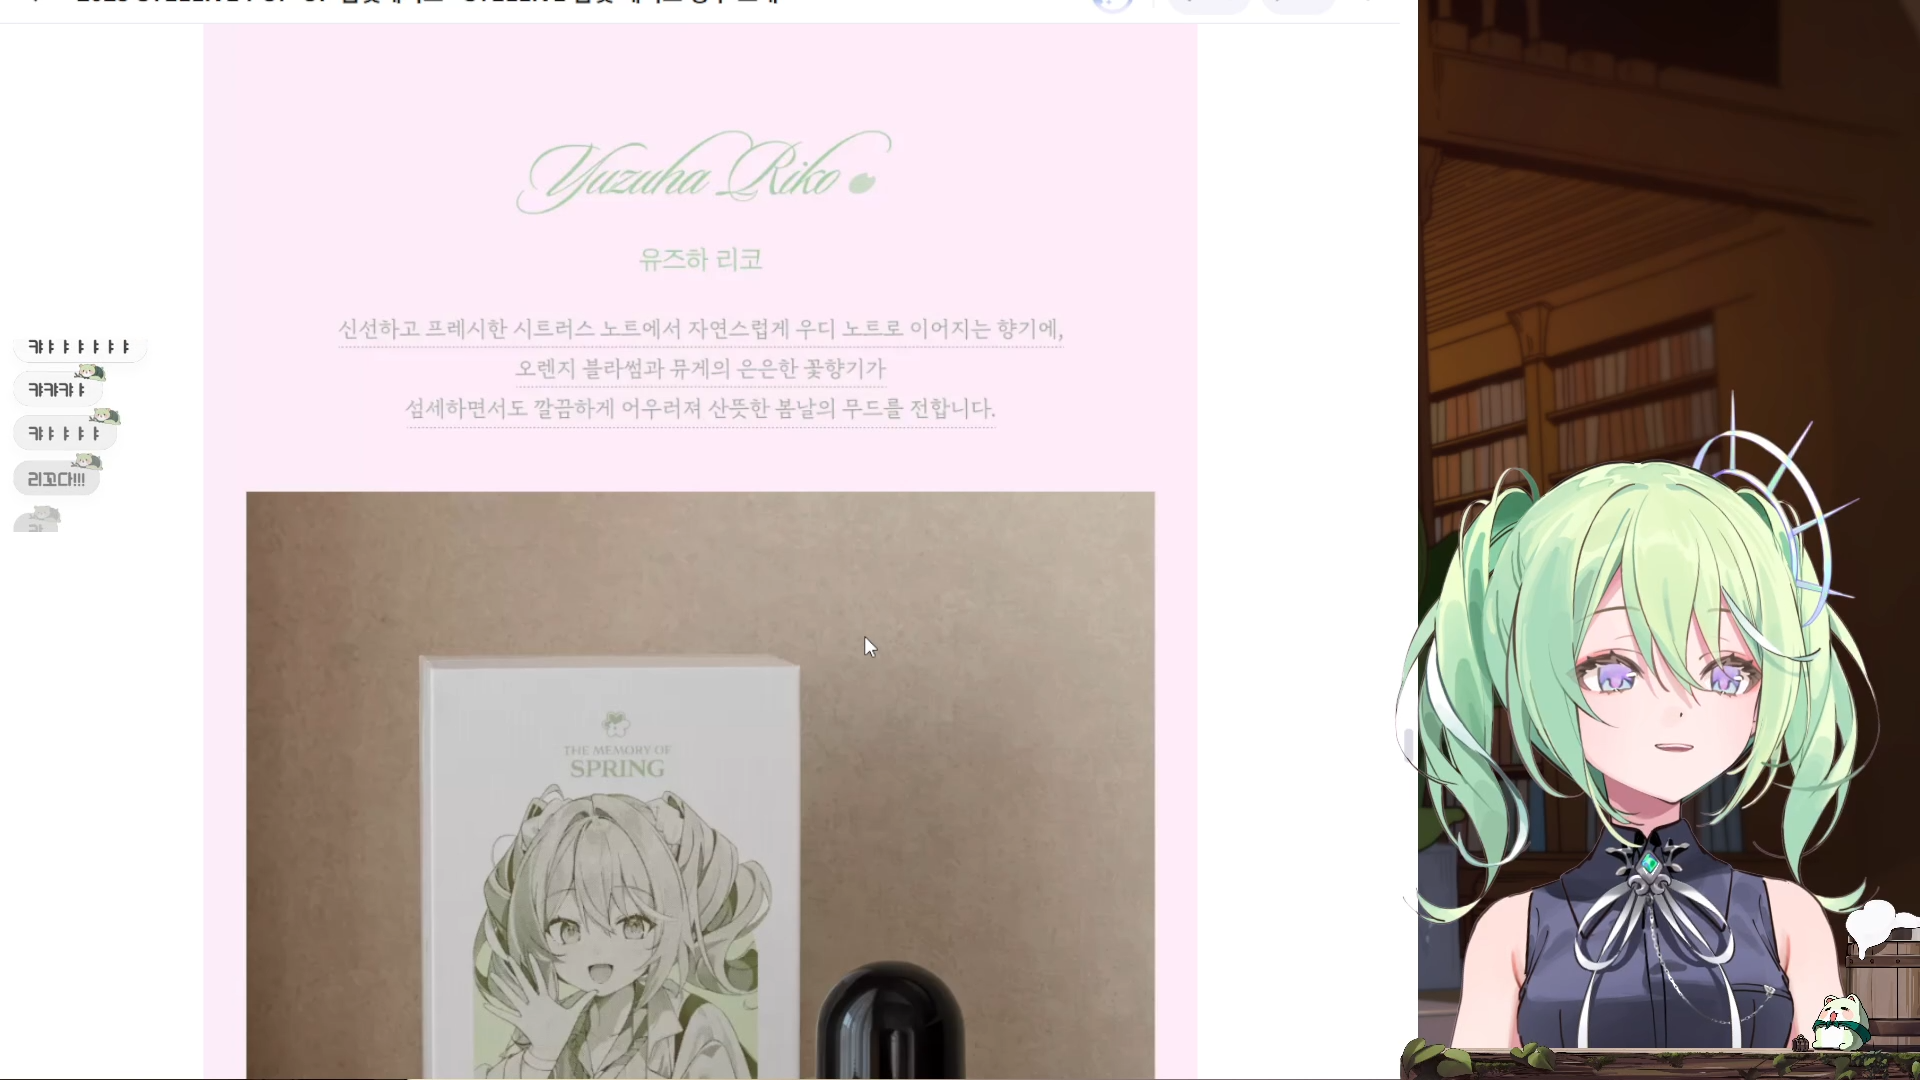 Yuzuha Riko
유즈하 리코
신선하고 프레시한 시트러스 노트에서 자연스럽게 우디 노트로 이어지는 향기에,
오렌지 블라썸과 뮤게의 은은한 꽃향기가
섬세하면서도 깔끔하게 어우러져 산뜻한 봄날의 무드를 전합니다.
캬ㅑㅑㅑㅑㅑㅑ
캬캬캬ㅑ
캬ㅑㅑㅑㅑ
리꼬다!!!
THE MEMORY OF
SPRING